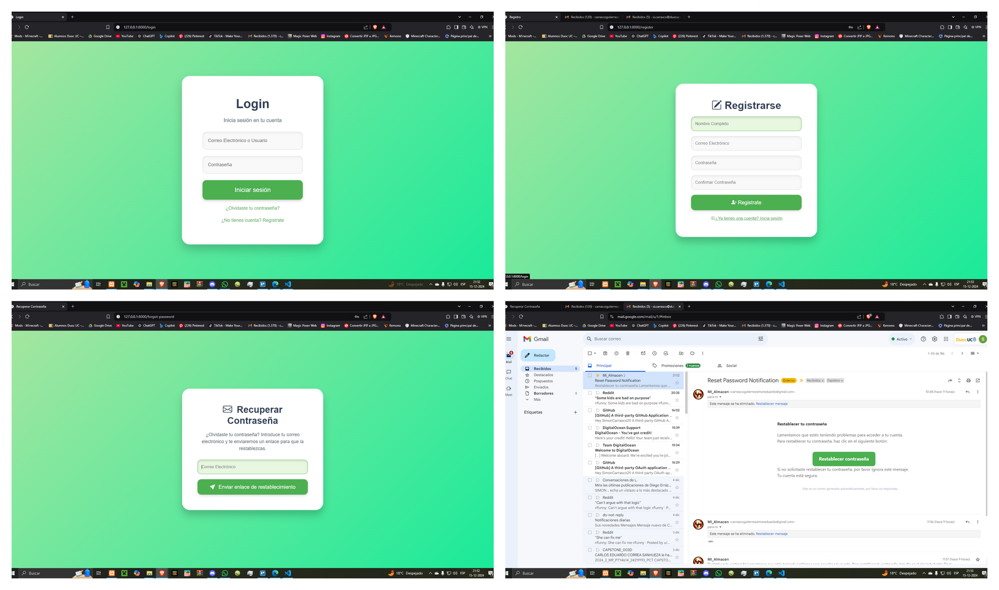 Login
127.0.0.1:8000/login
Mods - Minecraft -... Alumnos Duoc UC -... Google Drive YouTube ChatGPT Copilot (226) Pinterest TikTok - Make Your... Recibidos (1.370) - c... Magic Poser Web Instagram Convertir JFIF a JPG... Kemono Minecraft Character... Página principal de... »
VPN
Login
Inicia sesión en tu cuenta
Correo Electrónico o Usuario
Contraseña
Iniciar sesión
¿Olvidaste tu contraseña?
¿No tienes cuenta? Registrate
Buscar
18°C Despejado
ESP
21:52
15-12-2024
Registro
Recibidos (120) - carrascogutierrez
Recibidos (5) - si.carrasco@duocuc.
127.0.0.1:8000/register
VPN
Mods - Minecraft -... Alumnos Duoc UC -... Google Drive YouTube ChatGPT Copilot (226) Pinterest TikTok - Make Your... Recibidos (1.370) - c... Magic Poser Web Instagram Convertir JFIF a JPG... Kemono Minecraft Character... Página principal de... »
Registrarse
Nombre Completo
Correo Electrónico
Contraseña
Confirmar Contraseña
Registrate
¿Ya tienes una cuenta? Inicia sesión
.0.0.1:8000/login
Buscar
18°C Despejado
ESP
21:53
15-12-2024
Recuperar Contraseña
127.0.0.1:8000/forgot-password
VPN
Mods - Minecraft -... Alumnos Duoc UC -... Google Drive YouTube ChatGPT Copilot (226) Pinterest TikTok - Make Your... Recibidos (1.370) - c... Magic Poser Web Instagram Convertir JFIF a JPG... Kemono Minecraft Character... Página principal de... »
Recuperar
Contraseña
¿Olvidaste tu contraseña? Introduce tu correo
electrónico y te enviaremos un enlace para que la
restablezcas.
Correo Electrónico
Enviar enlace de restablecimiento
Buscar
18°C Despejado
ESP
21:52
15-12-2024
Recuperar Contraseña
Recibidos (120) - carrascogutierrez
Recibidos (5) - si.carrasco@duo
mail.google.com/mail/u/1/#inbox
VPN
Mods - Minecraft -... Alumnos Duoc UC -... Google Drive YouTube ChatGPT Copilot (226) Pinterest TikTok - Make Your... Recibidos (1.370) - c... Magic Poser Web Instagram Convertir JFIF a JPG... Kemono Minecraft Character... Página principal de... »
Gmail
Buscar correo
Activo
DuocUC
S
Mail
Chat
Meet
Redactar
Recibidos 5
Destacados
Pospuestos
Enviados
Borradores 8
Más
Etiquetas +
1–50 de 186
Principal
Promociones 2 nuevos
Social
MI_Almacen 2 21:52
Reset Password Notification
Restablecer tu contraseña Lamentamos que ...
Reddit 20:35
"Some kids are bad on purpose"
r/funny: Some kids are bad on purpose r/funn...
GitHub 16:02
[GitHub] A third-party GitHub Application ...
Hey SimonCarrasco21! A third-party GitHub A...
DigitalOcean Support 15:39
DigitalOcean - You've got credit!
Here's your credit! Hello! Your team just receiv...
Team DigitalOcean 15:34
Welcome to DigitalOcean
[ . ] Welcome aboard. We're excited you're joi...
GitHub 15:29
[GitHub] A third-party OAuth application ...
Hey SimonCarrasco21! A third-party OAuth ap...
Conversaciones de L. 4 dic
Mira las últimas publicaciones de Diego Erráz...
SIMON ,, echa un vistazo a lo más destacado ...
Reddit 4 dic
"Can't argue with that logic"
r/funny: Can't argue with that logic r/funny · P...
do-not-reply 4 dic
Notificaciones diarias
Sus novedades Mensajes Mensaje nuevo de C...
Reddit 3 dic
"She can fix me"
r/funny: She can fix me r/funny · Posted by u/...
CAPSTONE_003D 3 dic
CARLOS EDUARDO CORREA SANHUEZA le ha...
2024_2_MP_PTY4614_24219193_PCT CAPSTO...
Reset Password Notification Externo Recibidos × Papelera ×
MI_Almacen <carrascogutierrezsimoneduardo@gmail.com> 10:48 (hace 11 horas)
para mí
Este mensaje se ha eliminado. Restablecer mensaje
Restablecer tu contraseña
Lamentamos que estés teniendo problemas para acceder a tu cuenta.
Para restablecer tu contraseña, haz clic en el siguiente botón:
Restablecer contraseña
Si no solicitaste restablecer tu contraseña, por favor ignora este mensaje.
Tu cuenta está segura.
Este es un correo generado automáticamente, por favor no respondas.
MI_Almacen <carrascogutierrezsimoneduardo@gmail.com> 11:56 (hace 9 horas)
para mí
Este mensaje se ha eliminado. Restablecer mensaje
MI_Almacen 11:57 (hace 9 horas)
Buscar
18°C Despejado
ESP
21:53
15-12-2024